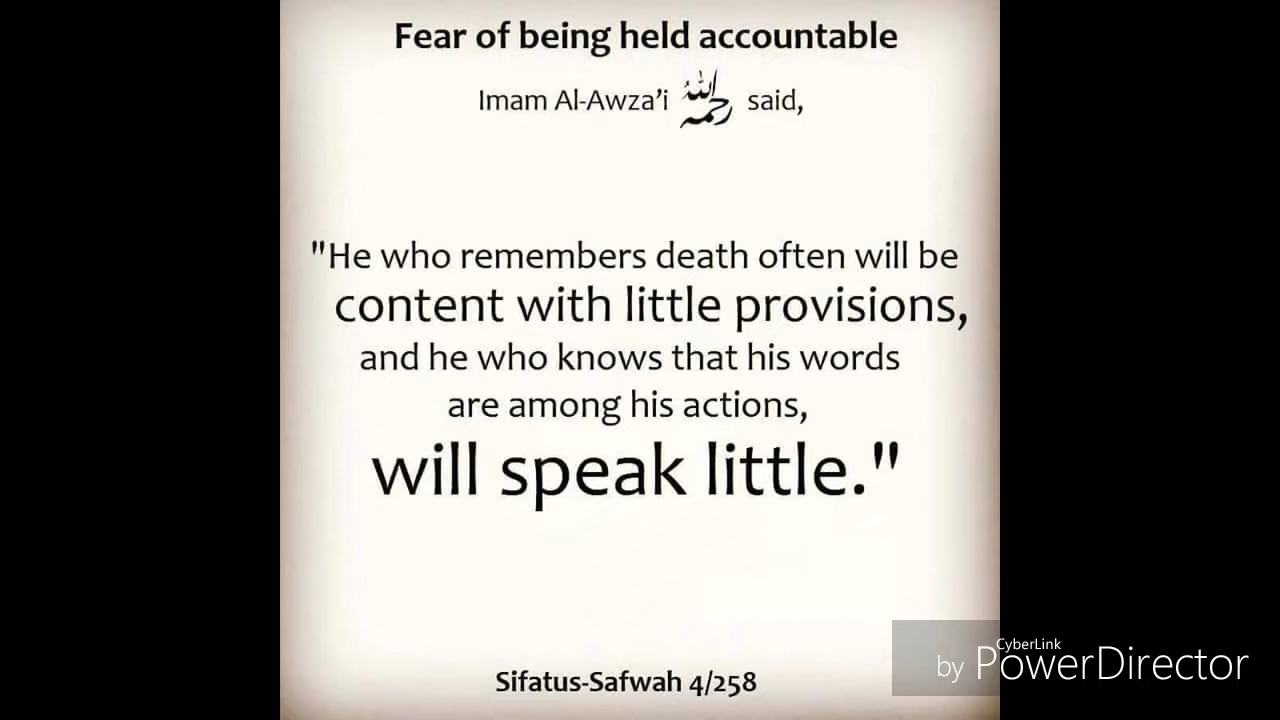 Fear of being held accountable
Imam Al-Awza’i رحمه الله said,
"He who remembers death often will be
content with little provisions,
and he who knows that his words
are among his actions,
will speak little."
Sifatus-Safwah 4/258
CyberLink
by PowerDirector